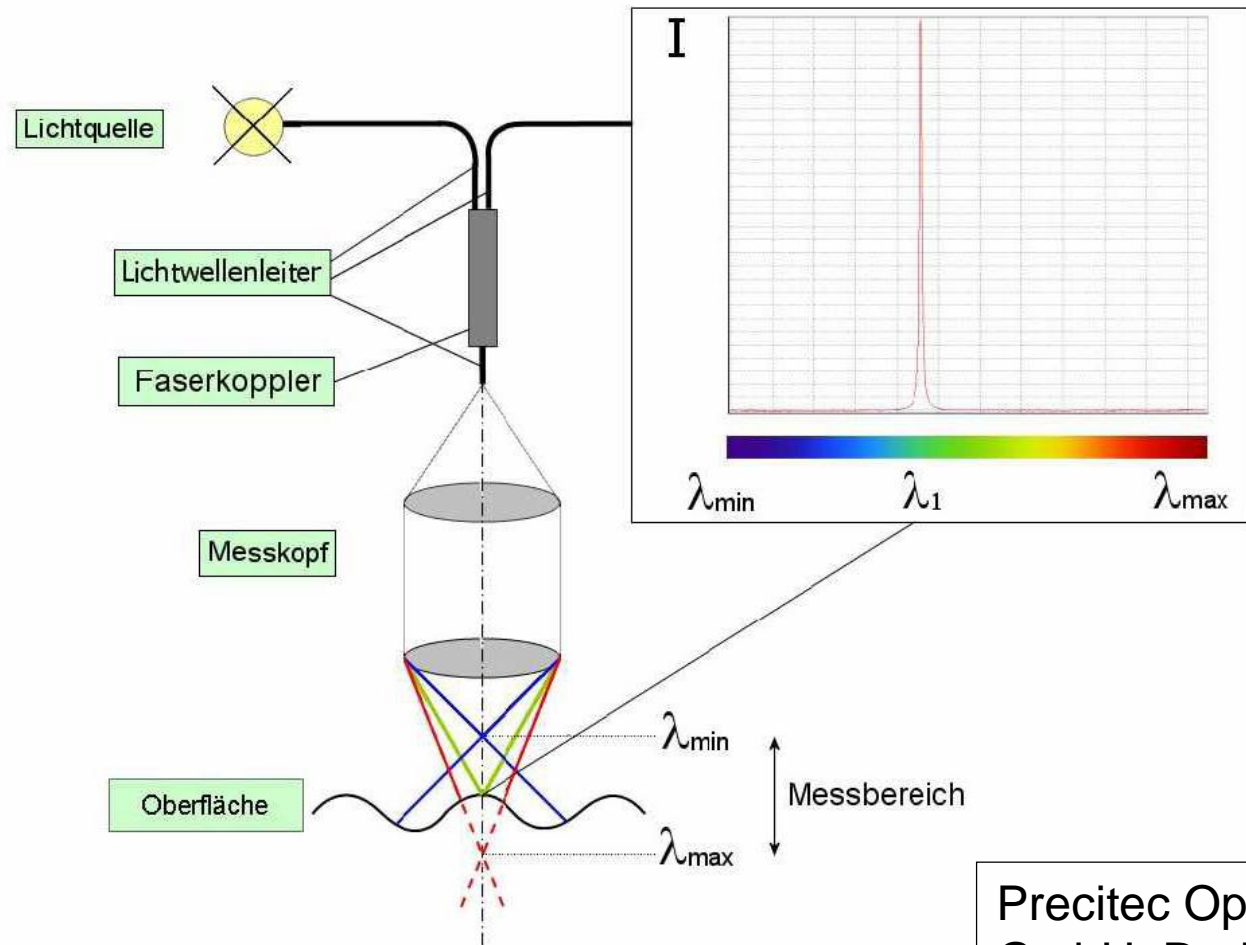 I
Lichtquelle
Lichtwellenleiter
Faserkoppler
λmin
λ1
λmax
Messkopf
λmin
Messbereich
Oberfläche
λmax
Precitec Op